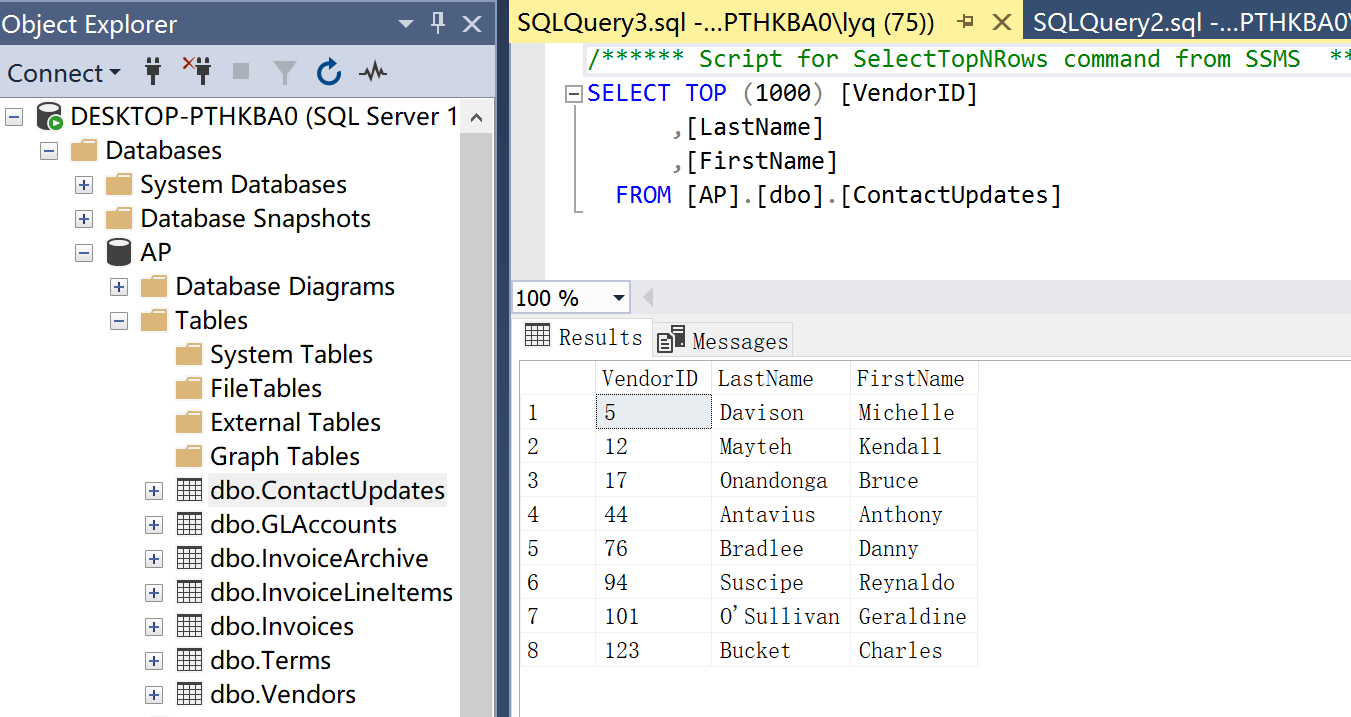 Object Explorer
Connect
DESKTOP-PTHKBA0 (SQL Server 1
Databases
System Databases
Database Snapshots
AP
Database Diagrams
Tables
System Tables
FileTables
External Tables
Graph Tables
dbo.ContactUpdates
dbo.GLAccounts
dbo.InvoiceArchive
dbo.InvoiceLineItems
dbo.Invoices
dbo.Terms
dbo.Vendors
SQLQuery3.sql -...PTHKBA0\lyq (75)) SQLQuery2.sql -...PTHKBA0\
/****** Script for SelectTopNRows command from SSMS **
SELECT TOP (1000) [VendorID]
,[LastName]
,[FirstName]
FROM [AP].[dbo].[ContactUpdates]
100 %
Results Messages
VendorID LastName FirstName
1 5 Davison Michelle
2 12 Mayteh Kendall
3 17 Onandonga Bruce
4 44 Antavius Anthony
5 76 Bradlee Danny
6 94 Suscipe Reynaldo
7 101 O'Sullivan Geraldine
8 123 Bucket Charles